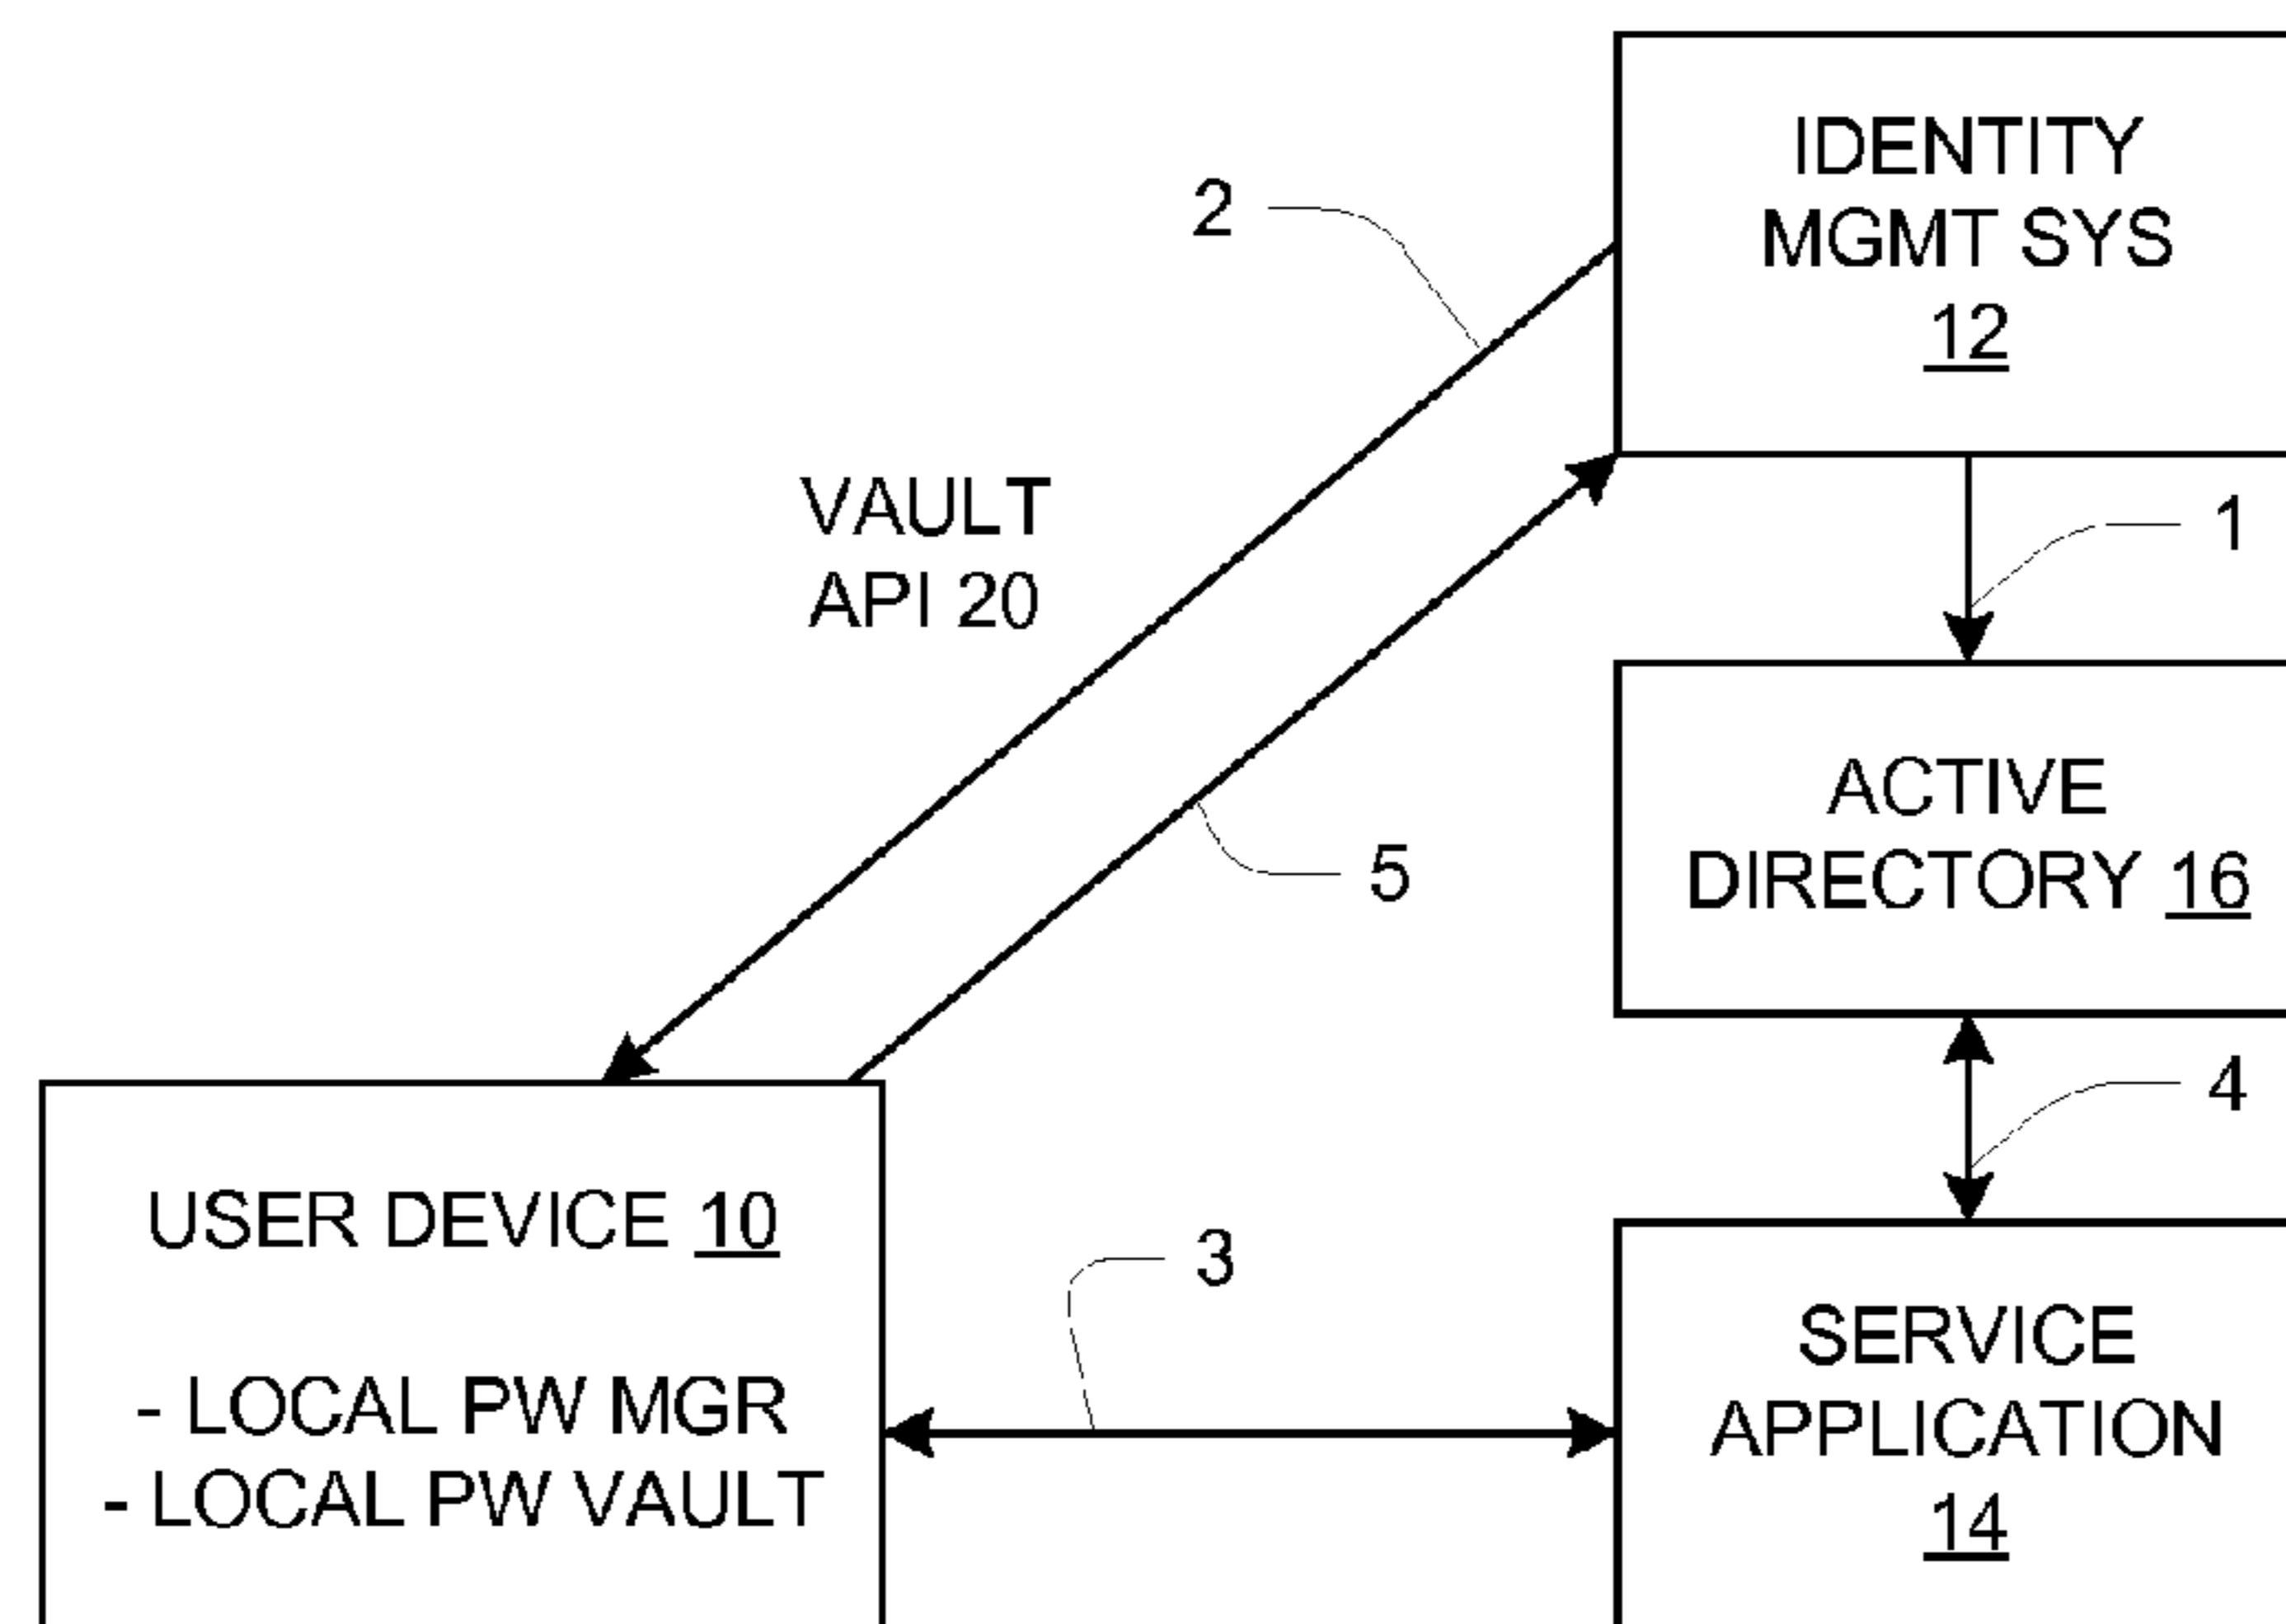 IDENTITY
MGMT SYS
12
2
1
VAULT
API 20
ACTIVE
DIRECTORY 16
5
4
USER DEVICE 10
- LOCAL PW MGR
- LOCAL PW VAULT
3
SERVICE
APPLICATION
14